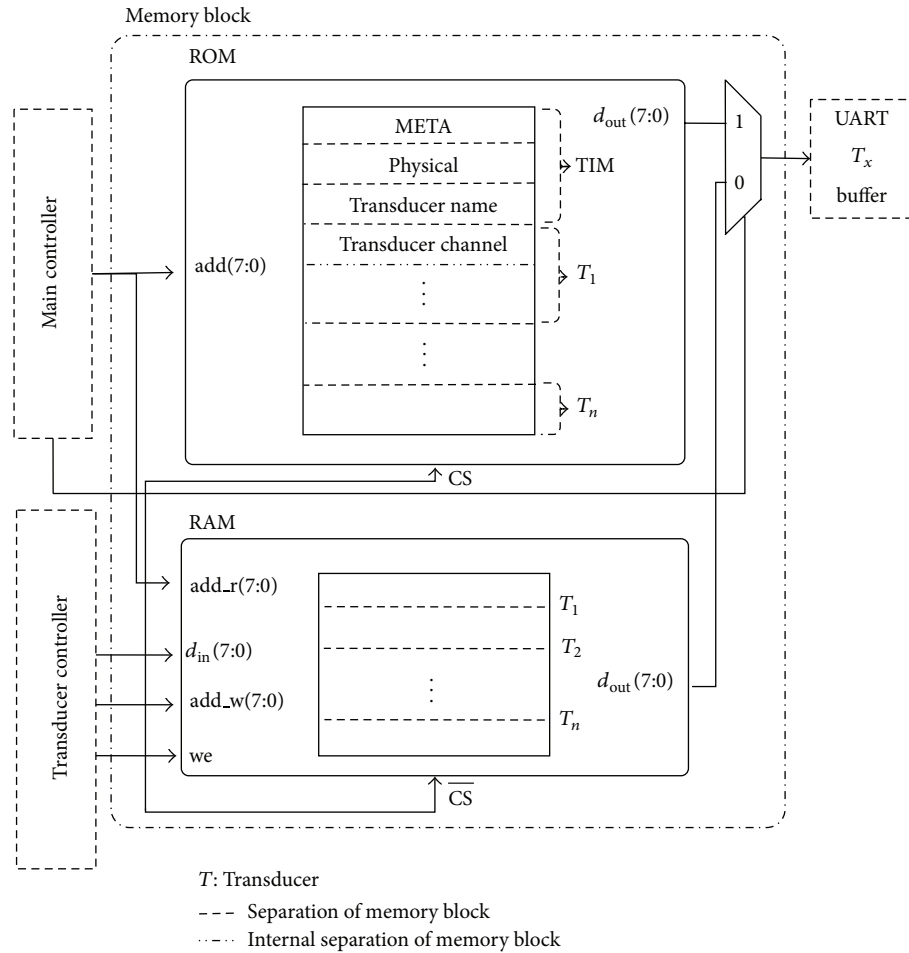 Memory block
ROM
Main controller
add(7:0)
META
Physical
Transducer name
Transducer channel
⋮
⋮
TIM
T1
Tn
dout(7:0)
1
0
UART
Tx
buffer
CS
RAM
Transducer controller
add_r(7:0)
din(7:0)
add_w(7:0)
we
T1
T2
⋮
Tn
dout(7:0)
C̅S̅
T: Transducer
Separation of memory block
Internal separation of memory block